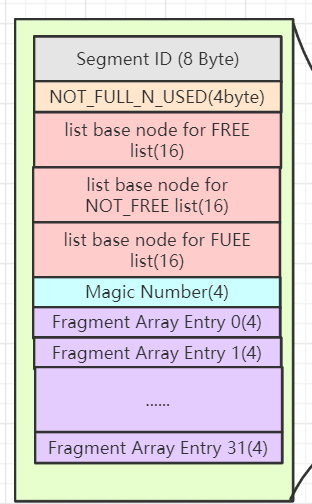 Segment ID (8 Byte)
NOT_FULL_N_USED(4byte)
list base node for FREE
list(16)
list base node for
NOT_FREE list(16)
list base node for FUEE
list(16)
Magic Number(4)
Fragment Array Entry 0(4)
Fragment Array Entry 1(4)
......
Fragment Array Entry 31(4)